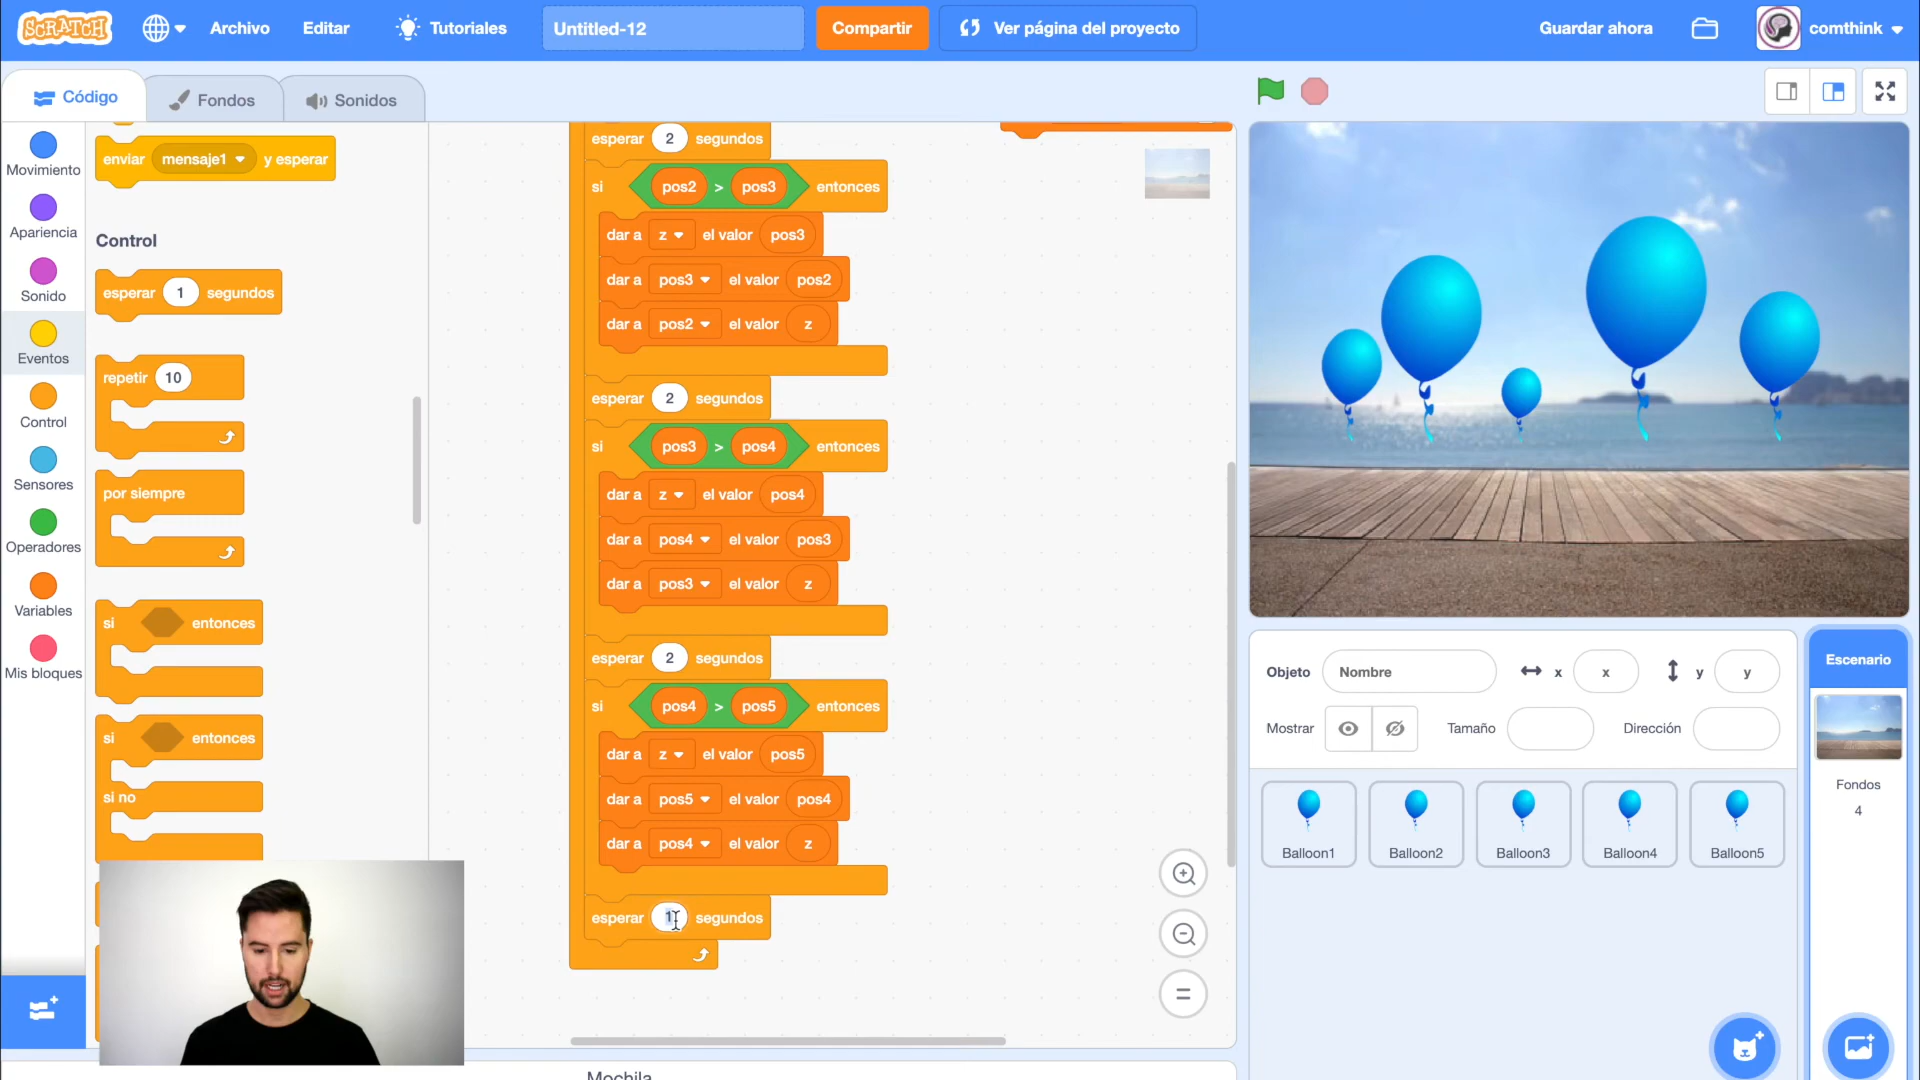 SCRATCH
Archivo
Editar
Tutoriales
Untitled-12
Compartir
Ver página del proyecto
Guardar ahora
comthink
Código
Fondos
Sonidos
Movimiento
Apariencia
Sonido
Eventos
Control
Sensores
Operadores
Variables
Mis bloques
enviar mensaje1 y esperar
Control
esperar 1 segundos
repetir 10
por siempre
si entonces
si entonces
si no
esperar 2 segundos
si pos2 > pos3 entonces
dar a z el valor pos3
dar a pos3 el valor pos2
dar a pos2 el valor z
esperar 2 segundos
si pos3 > pos4 entonces
dar a z el valor pos4
dar a pos4 el valor pos3
dar a pos3 el valor z
esperar 2 segundos
si pos4 > pos5 entonces
dar a z el valor pos5
dar a pos5 el valor pos4
dar a pos4 el valor z
esperar 1 segundos
Mochila
Objeto Nombre x x y y
Mostrar Tamaño Dirección
Balloon1
Balloon2
Balloon3
Balloon4
Balloon5
Escenario
Fondos
4